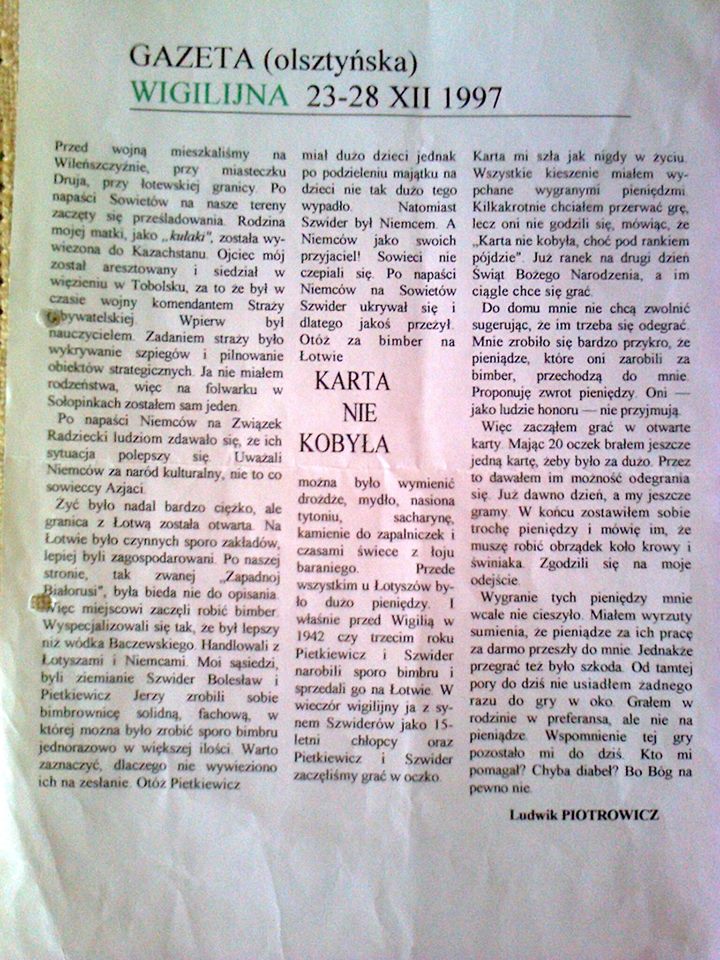 GAZETA (olsztyńska)
WIGILIJNA 23-28 XII 1997
Przed wojną mieszkaliśmy na
Wileńszczyźnie, przy miasteczku
Druja, przy łotewskiej granicy. Po
napaści Sowietów na nasze tereny
zaczęty się prześladowania. Rodzina
mojej matki, jako „kułaki", została wy-
wieziona do Kazachstanu. Ojciec mój
został aresztowany i siedział w
więzieniu w Tobolsku, za to że był w
czasie wojny komendantem Straży
Obywatelskiej. Wpierw był
nauczycielem. Zadaniem straży było
wykrywanie szpiegów i pilnowanie
obiektów strategicznych. Ja nie miałem
rodzeństwa, więc na folwarku w
Sołopinkach zostałem sam jeden.
Po napaści Niemców na Związek
Radziecki ludziom zdawało się, że ich
sytuacja polepszy się. Uważali
Niemców za naród kulturalny, nie to co
sowieccy Azjaci.
Żyć było nadal bardzo ciężko, ale
granica z Łotwą została otwarta. Na
Łotwie było czynnych sporo zakładów,
lepiej byli zagospodarowani. Po naszej
stronie, tak zwanej „Zapadnoj
Białorusi", była bieda nie do opisania.
Więc miejscowi zaczęli robić bimber.
Wyspecjalizowali się tak, że był lepszy
niż wódka Baczewskiego. Handlowali z
Łotyszami i Niemcami. Moi sąsiedzi,
byli ziemianie Szwider Bolesław i
Pietkiewicz Jerzy zrobili sobie
bimbrownicę solidną, fachową, w
której można było zrobić sporo bimbru
jednorazowo w większej ilości. Warto
zaznaczyć, dlaczego nie wywieziono
ich na zesłanie. Otóż Pietkiewicz
miał dużo dzieci jednak
po podzieleniu majątku na
dzieci nie tak dużo tego
wypadło. Natomiast
Szwider był Niemcem. A
Niemców jako swoich
przyjaciel! Sowieci nie
czepiali się. Po napaści
Niemców na Sowietów
Szwider ukrywał się i
dlatego jakoś przeżył.
Otóż za bimber na
Łotwie
KARTA
NIE
KOBYŁA
można było wymienić
drożdże, mydło, nasiona
tytoniu, sacharynę,
kamienie do zapalniczek i
czasami świece z łoju
baraniego. Przede
wszystkim u Łotyszów by-
ło dużo pieniędzy. I
właśnie przed Wigilią w
1942 czy trzecim roku
Pietkiewicz i Szwider
narobili sporo bimbru i
sprzedali go na Łotwie. W
wieczór wigilijny ja z sy-
nem Szwiderów jako 15-
letni chłopcy oraz
Pietkiewicz i Szwider
zaczęliśmy grać w oczko.
Karta mi szła jak nigdy w życiu.
Wszystkie kieszenie miałem wy-
pchane wygranymi pieniędzmi.
Kilkakrotnie chciałem przerwać grę,
lecz oni nie godzili się, mówiąc, że
„Karta nie kobyła, choć pod rankiem
pójdzie". Już ranek na drugi dzień
Świąt Bożego Narodzenia, a im
ciągle chce się grać.
Do domu mnie nie chcą zwolnić
sugerując, że im trzeba się odegrać.
Mnie zrobiło się bardzo przykro, że
pieniądze, które oni zarobili za
bimber, przechodzą do mnie.
Proponuję zwrot pieniędzy. Oni —
jako ludzie honoru — nie przyjmują.
Więc zacząłem grać w otwarte
karty. Mając 20 oczek brałem jeszcze
jedną kartę, żeby było za dużo. Przez
to dawałem im możność odegrania
się. Już dawno dzień, a my jeszcze
gramy. W końcu zostawiłem sobie
trochę pieniędzy i mówię im, że
muszę robić obrządek koło krowy i
świniaka. Zgodzili się na moje
odejście.
Wygranie tych pieniędzy mnie
wcale nie cieszyło. Miałem wyrzuty
sumienia, że pieniądze za ich pracę
za darmo przeszły do mnie. Jednakże
przegrać też było szkoda. Od tamtej
pory do dziś nie usiadłem żadnego
razu do gry w oko. Grałem w
rodzinie w preferansa, ale nie na
pieniądze. Wspomnienie tej gry
pozostało mi do dziś. Kto mi
pomagał? Chyba diabeł? Bo Bóg na
pewno nie.
Ludwik PIOTROWICZ